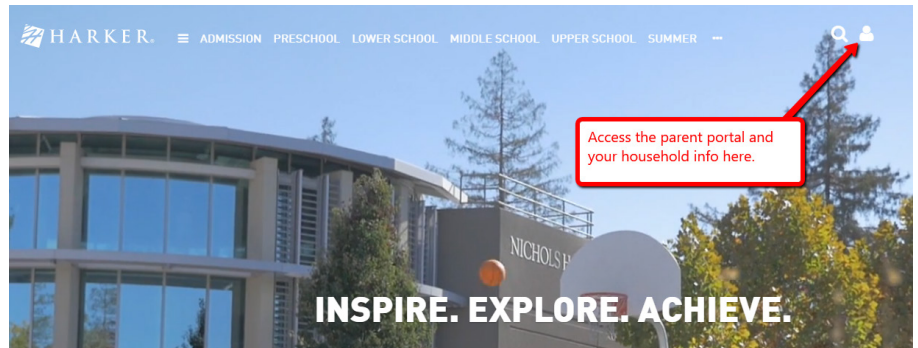 HARKER. ≡ ADMISSION PRESCHOOL LOWER SCHOOL MIDDLE SCHOOL UPPER SCHOOL SUMMER ···
Access the parent portal and
your household info here.
NICHOLS
INSPIRE. EXPLORE. ACHIEVE.